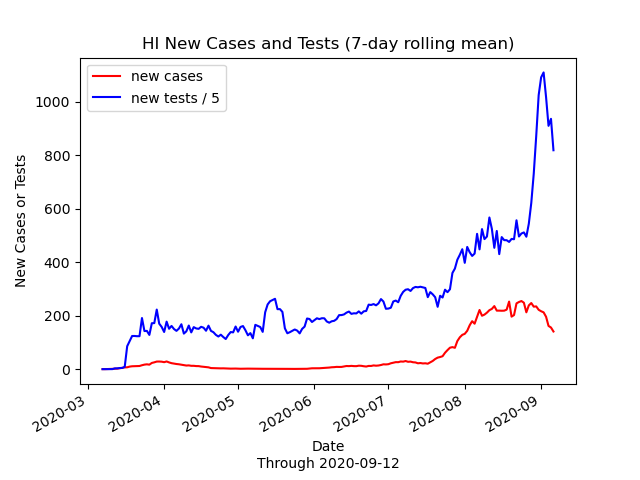 HI New Cases and Tests (7-day rolling mean)
new cases
new tests / 5
New Cases or Tests
1000
800
600
400
200
0
2020-03
2020-04
2020-05
2020-06
2020-07
2020-08
2020-09
Date
Through 2020-09-12